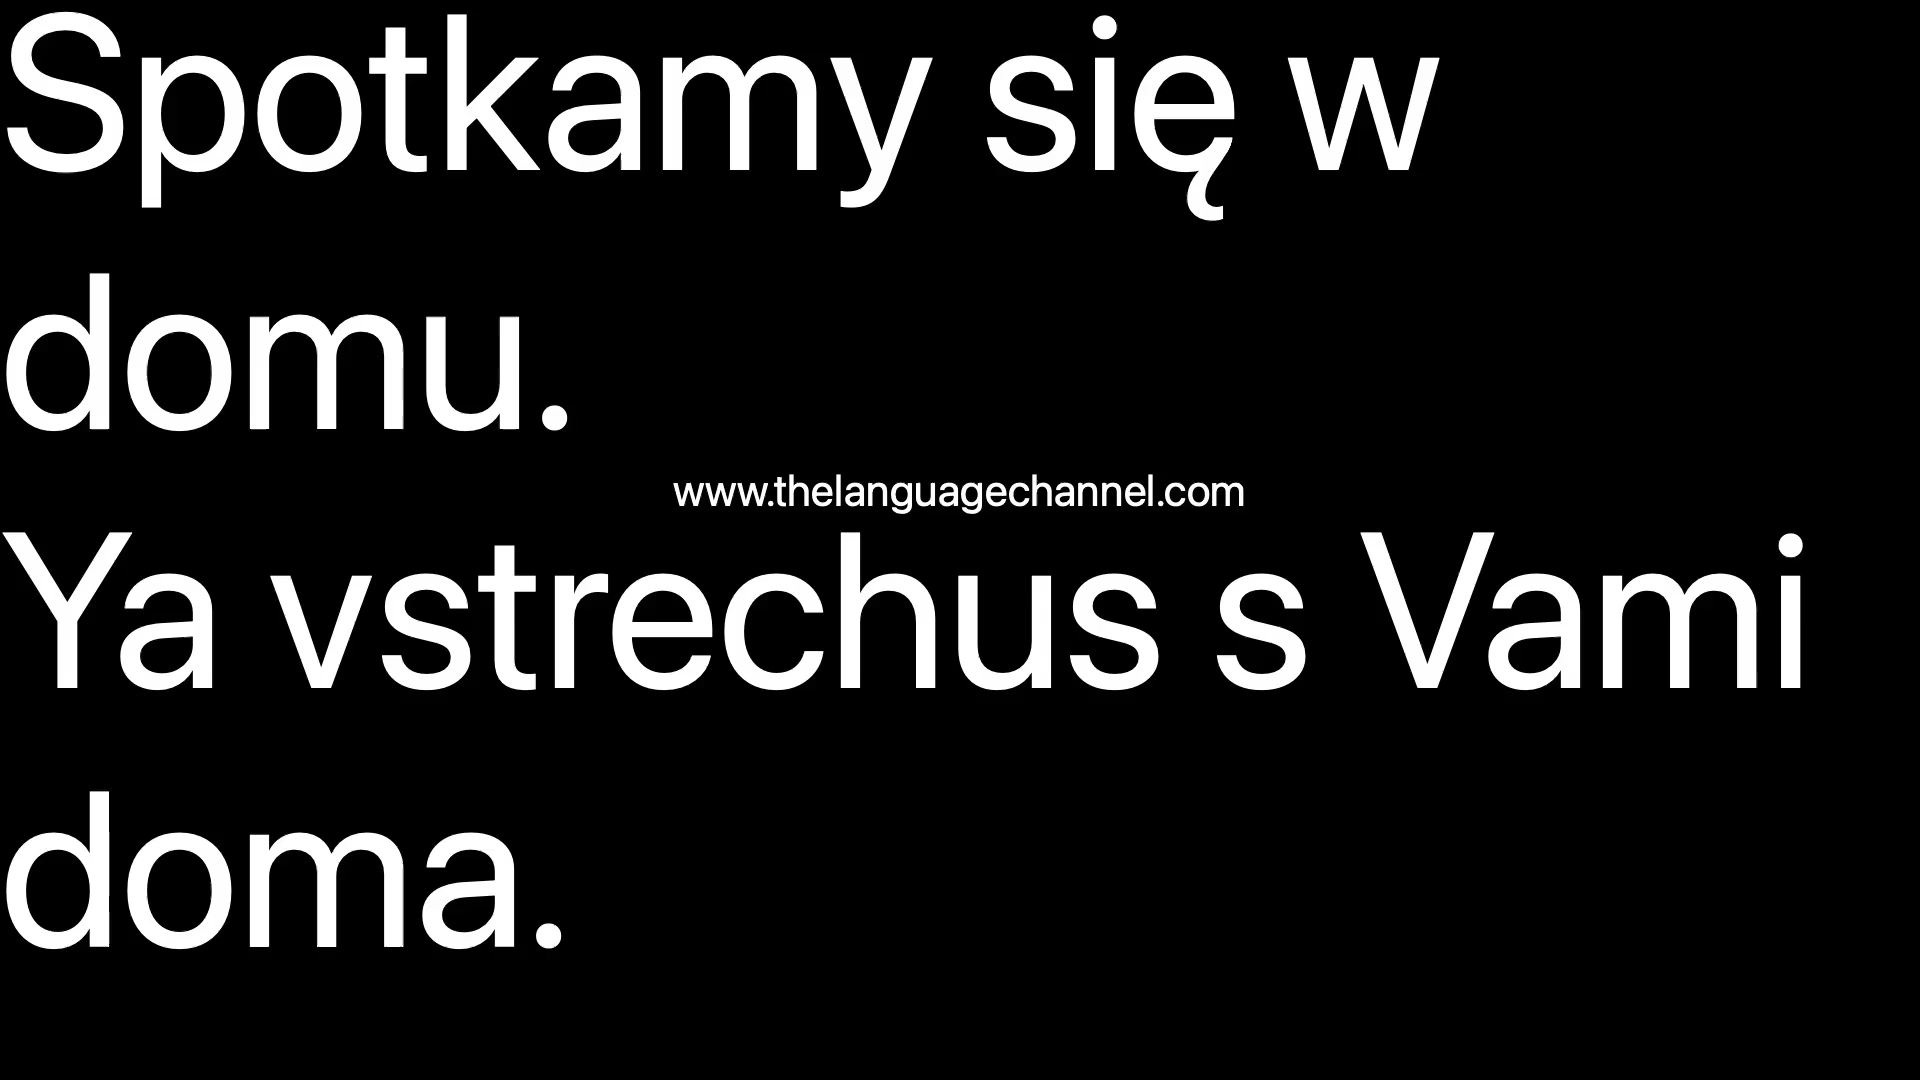 Spotkamy się w
domu.
www.thelanguagechannel.com
Ya vstrechus s Vami
doma.